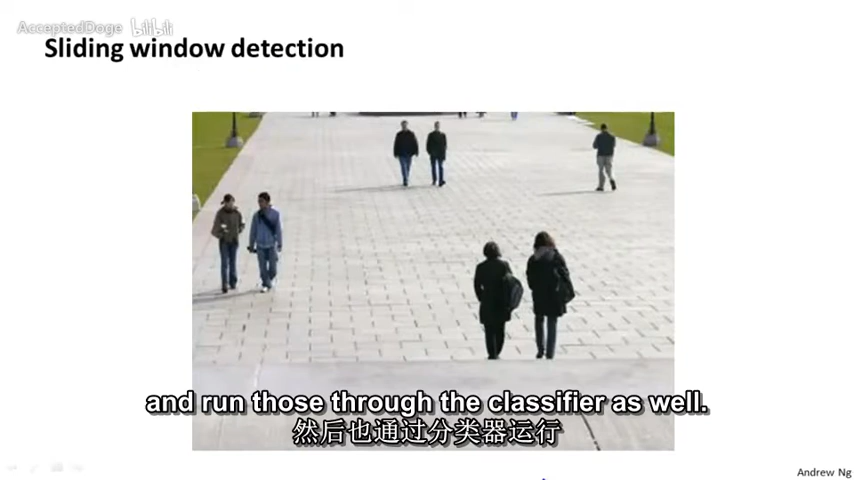 AcceptedDoge bilibili
Sliding window detection
and run those through the classifier as well.
然后也通过分类器运行
Andrew Ng